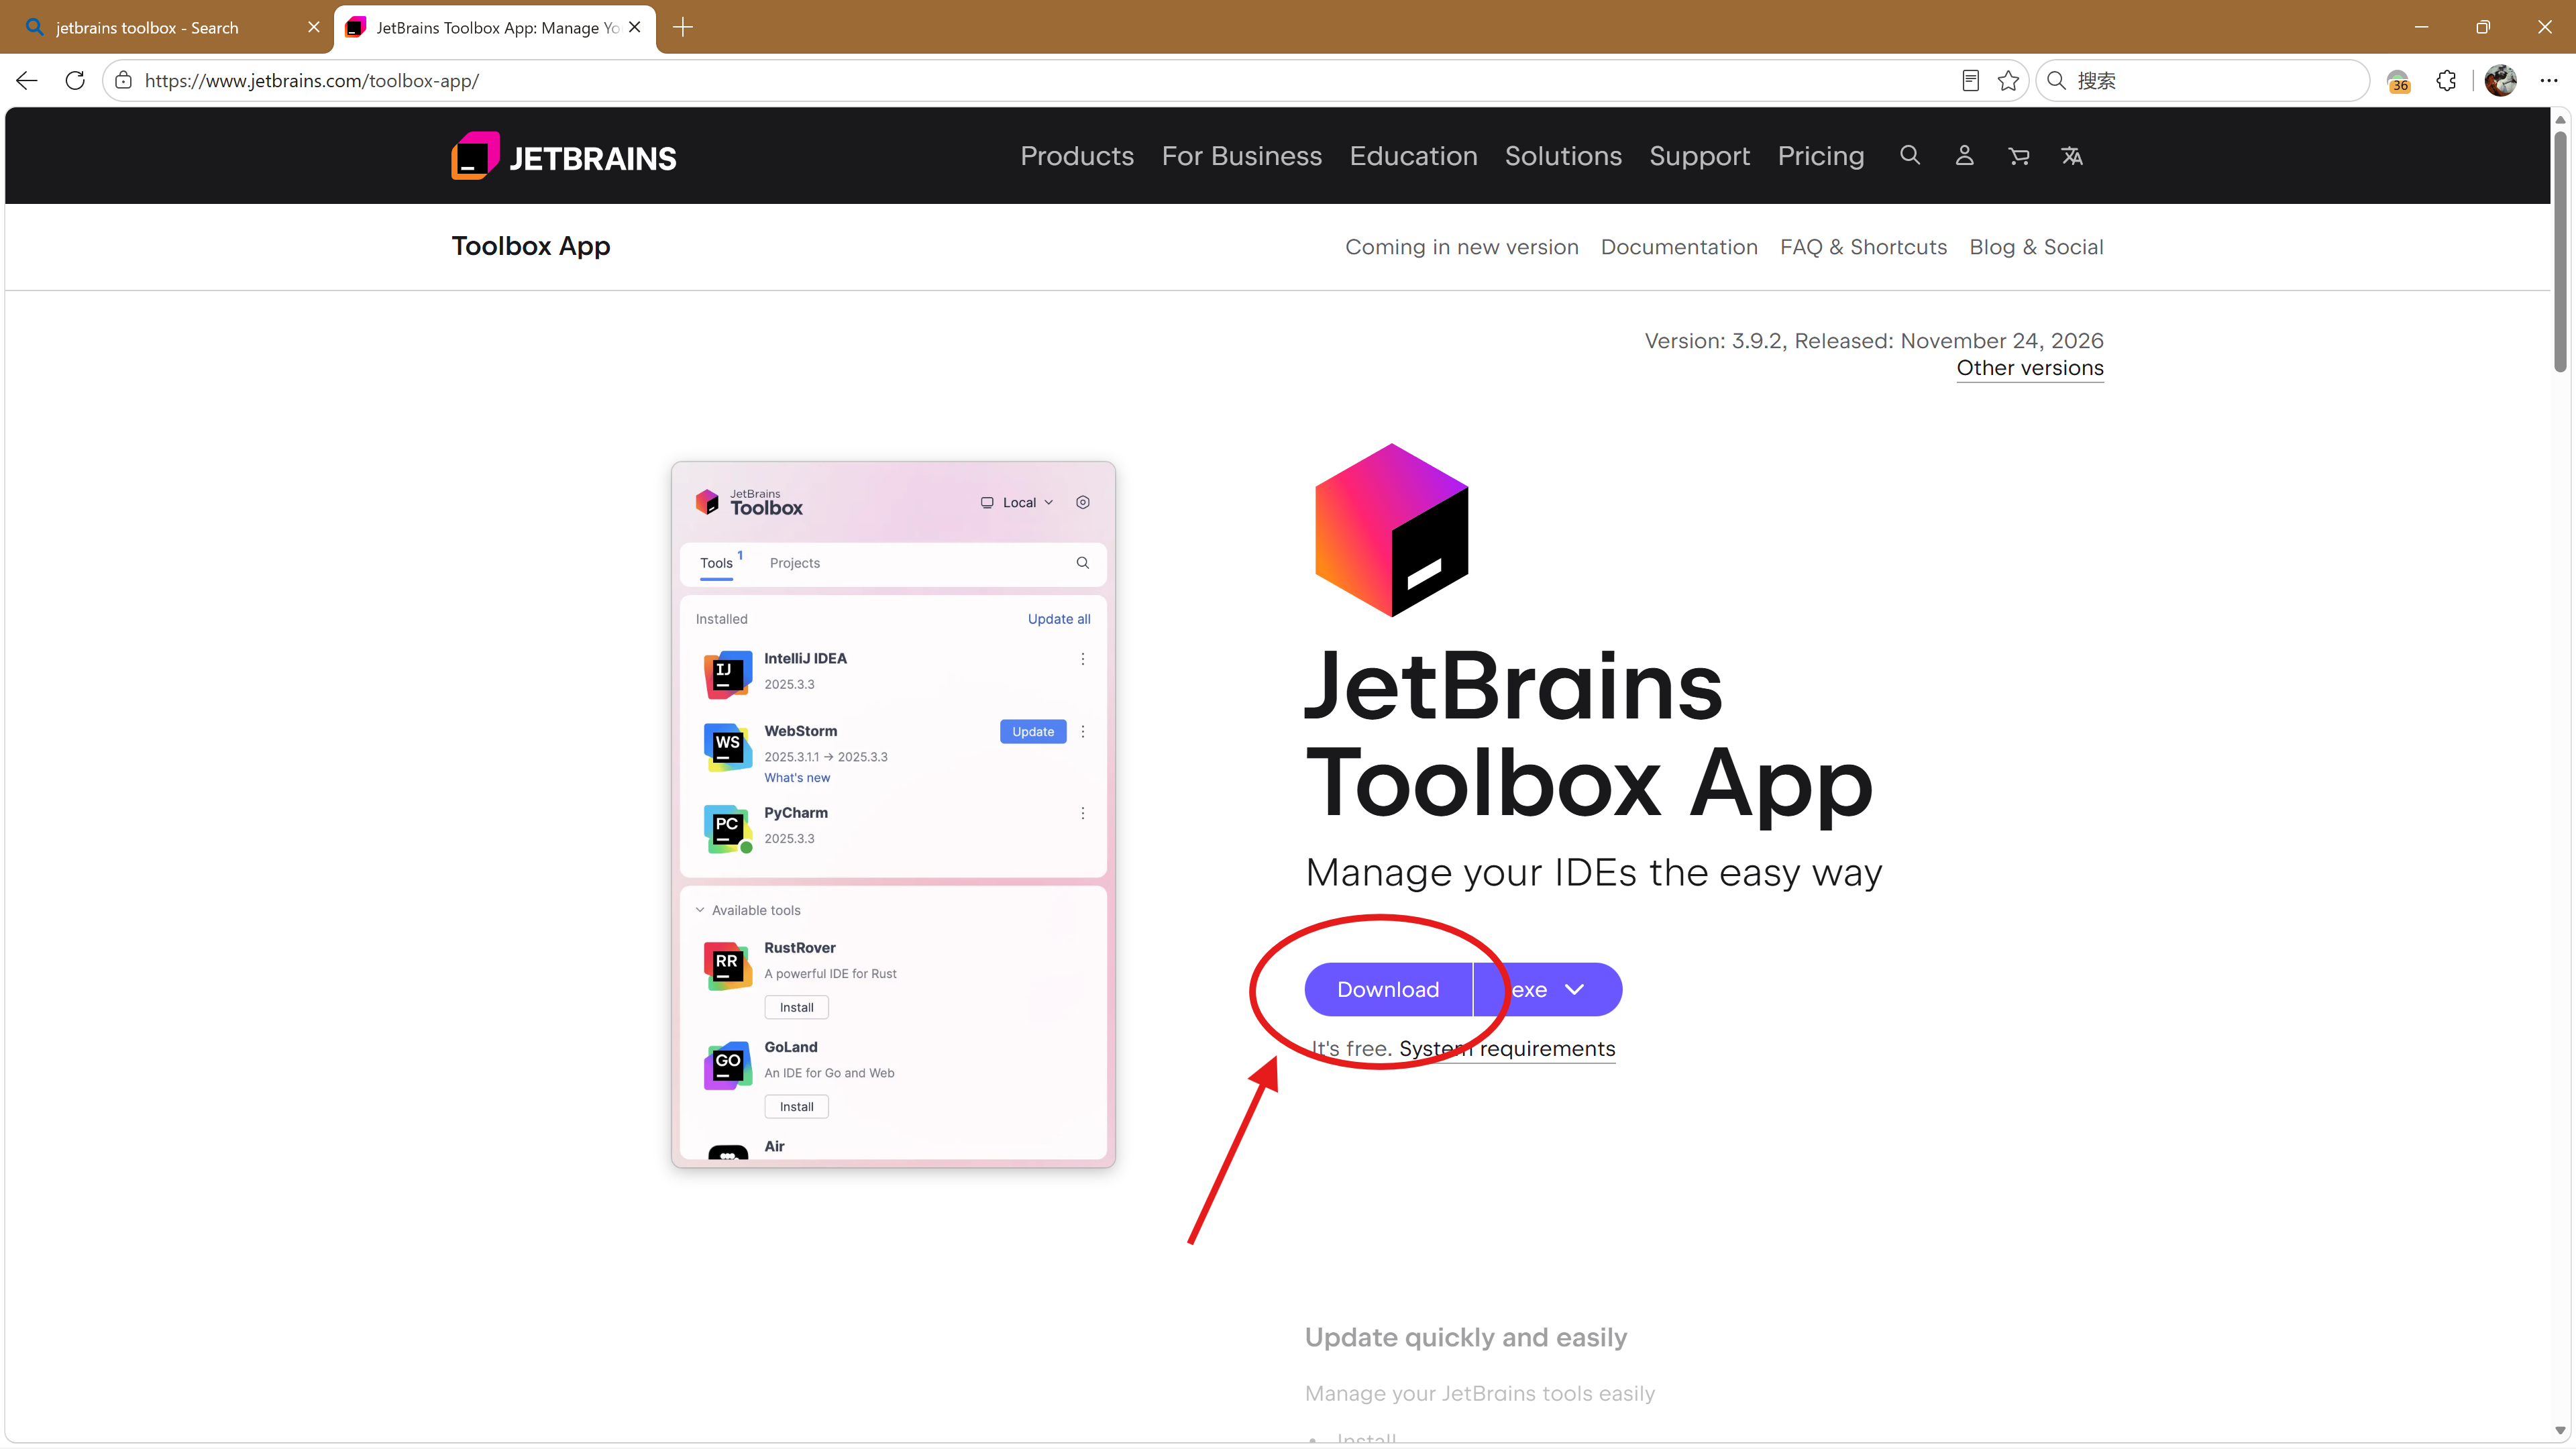 jetbrains toolbox - Search
JetBrains Toolbox App: Manage Yo
https://www.jetbrains.com/toolbox-app/
搜索
36
JETBRAINS
Products For Business Education Solutions Support Pricing
Toolbox App
Coming in new version Documentation FAQ & Shortcuts Blog & Social
Version: 3.9.2, Released: November 24, 2026
Other versions
JetBrains
Toolbox
Local
Tools 1 Projects
Installed Update all
IJ
IntelliJ IDEA
2025.3.3
WS
WebStorm
Update
2025.3.1.1 → 2025.3.3
What's new
PC
PyCharm
2025.3.3
Available tools
RR
RustRover
A powerful IDE for Rust
Install
GO
GoLand
An IDE for Go and Web
Install
Air
JetBrains
Toolbox App
Manage your IDEs the easy way
Download exe
It's free. System requirements
Update quickly and easily
Manage your JetBrains tools easily
• Install